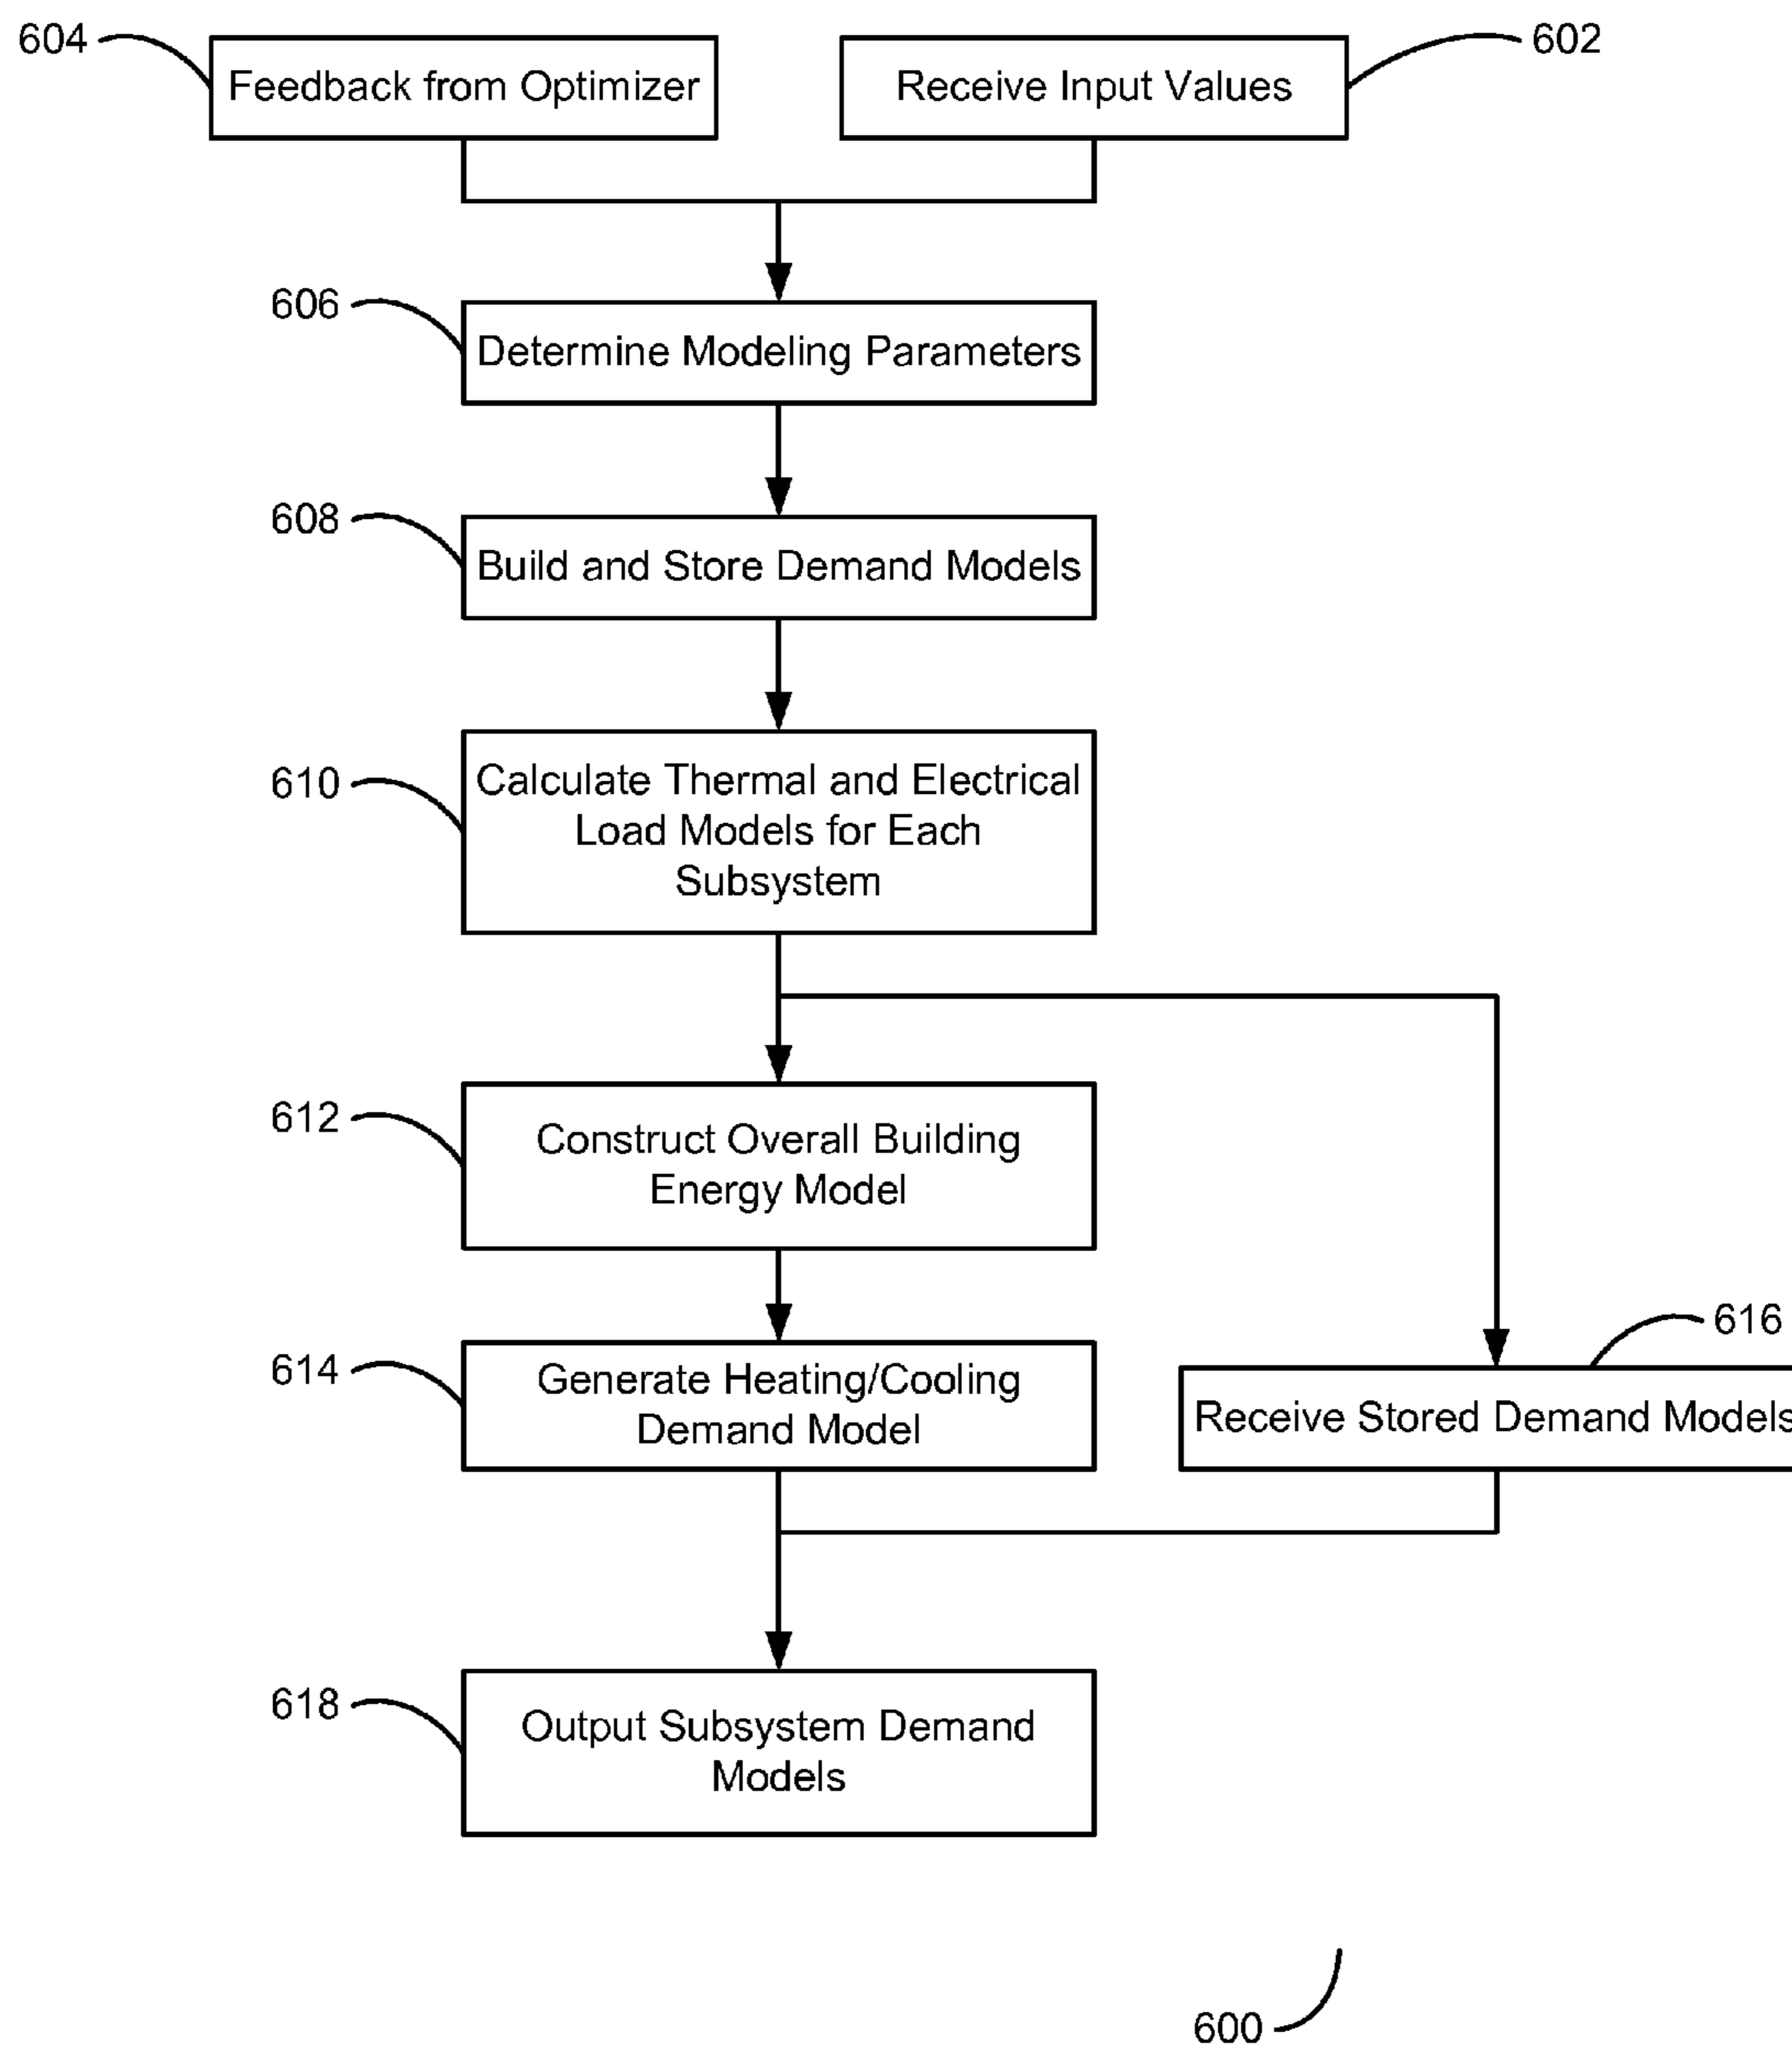 604
Feedback from Optimizer
Receive Input Values
602
606
Determine Modeling Parameters
608
Build and Store Demand Models
610
Calculate Thermal and Electrical
Load Models for Each
Subsystem
612
Construct Overall Building
Energy Model
614
Generate Heating/Cooling
Demand Model
616
Receive Stored Demand Models
618
Output Subsystem Demand
Models
600